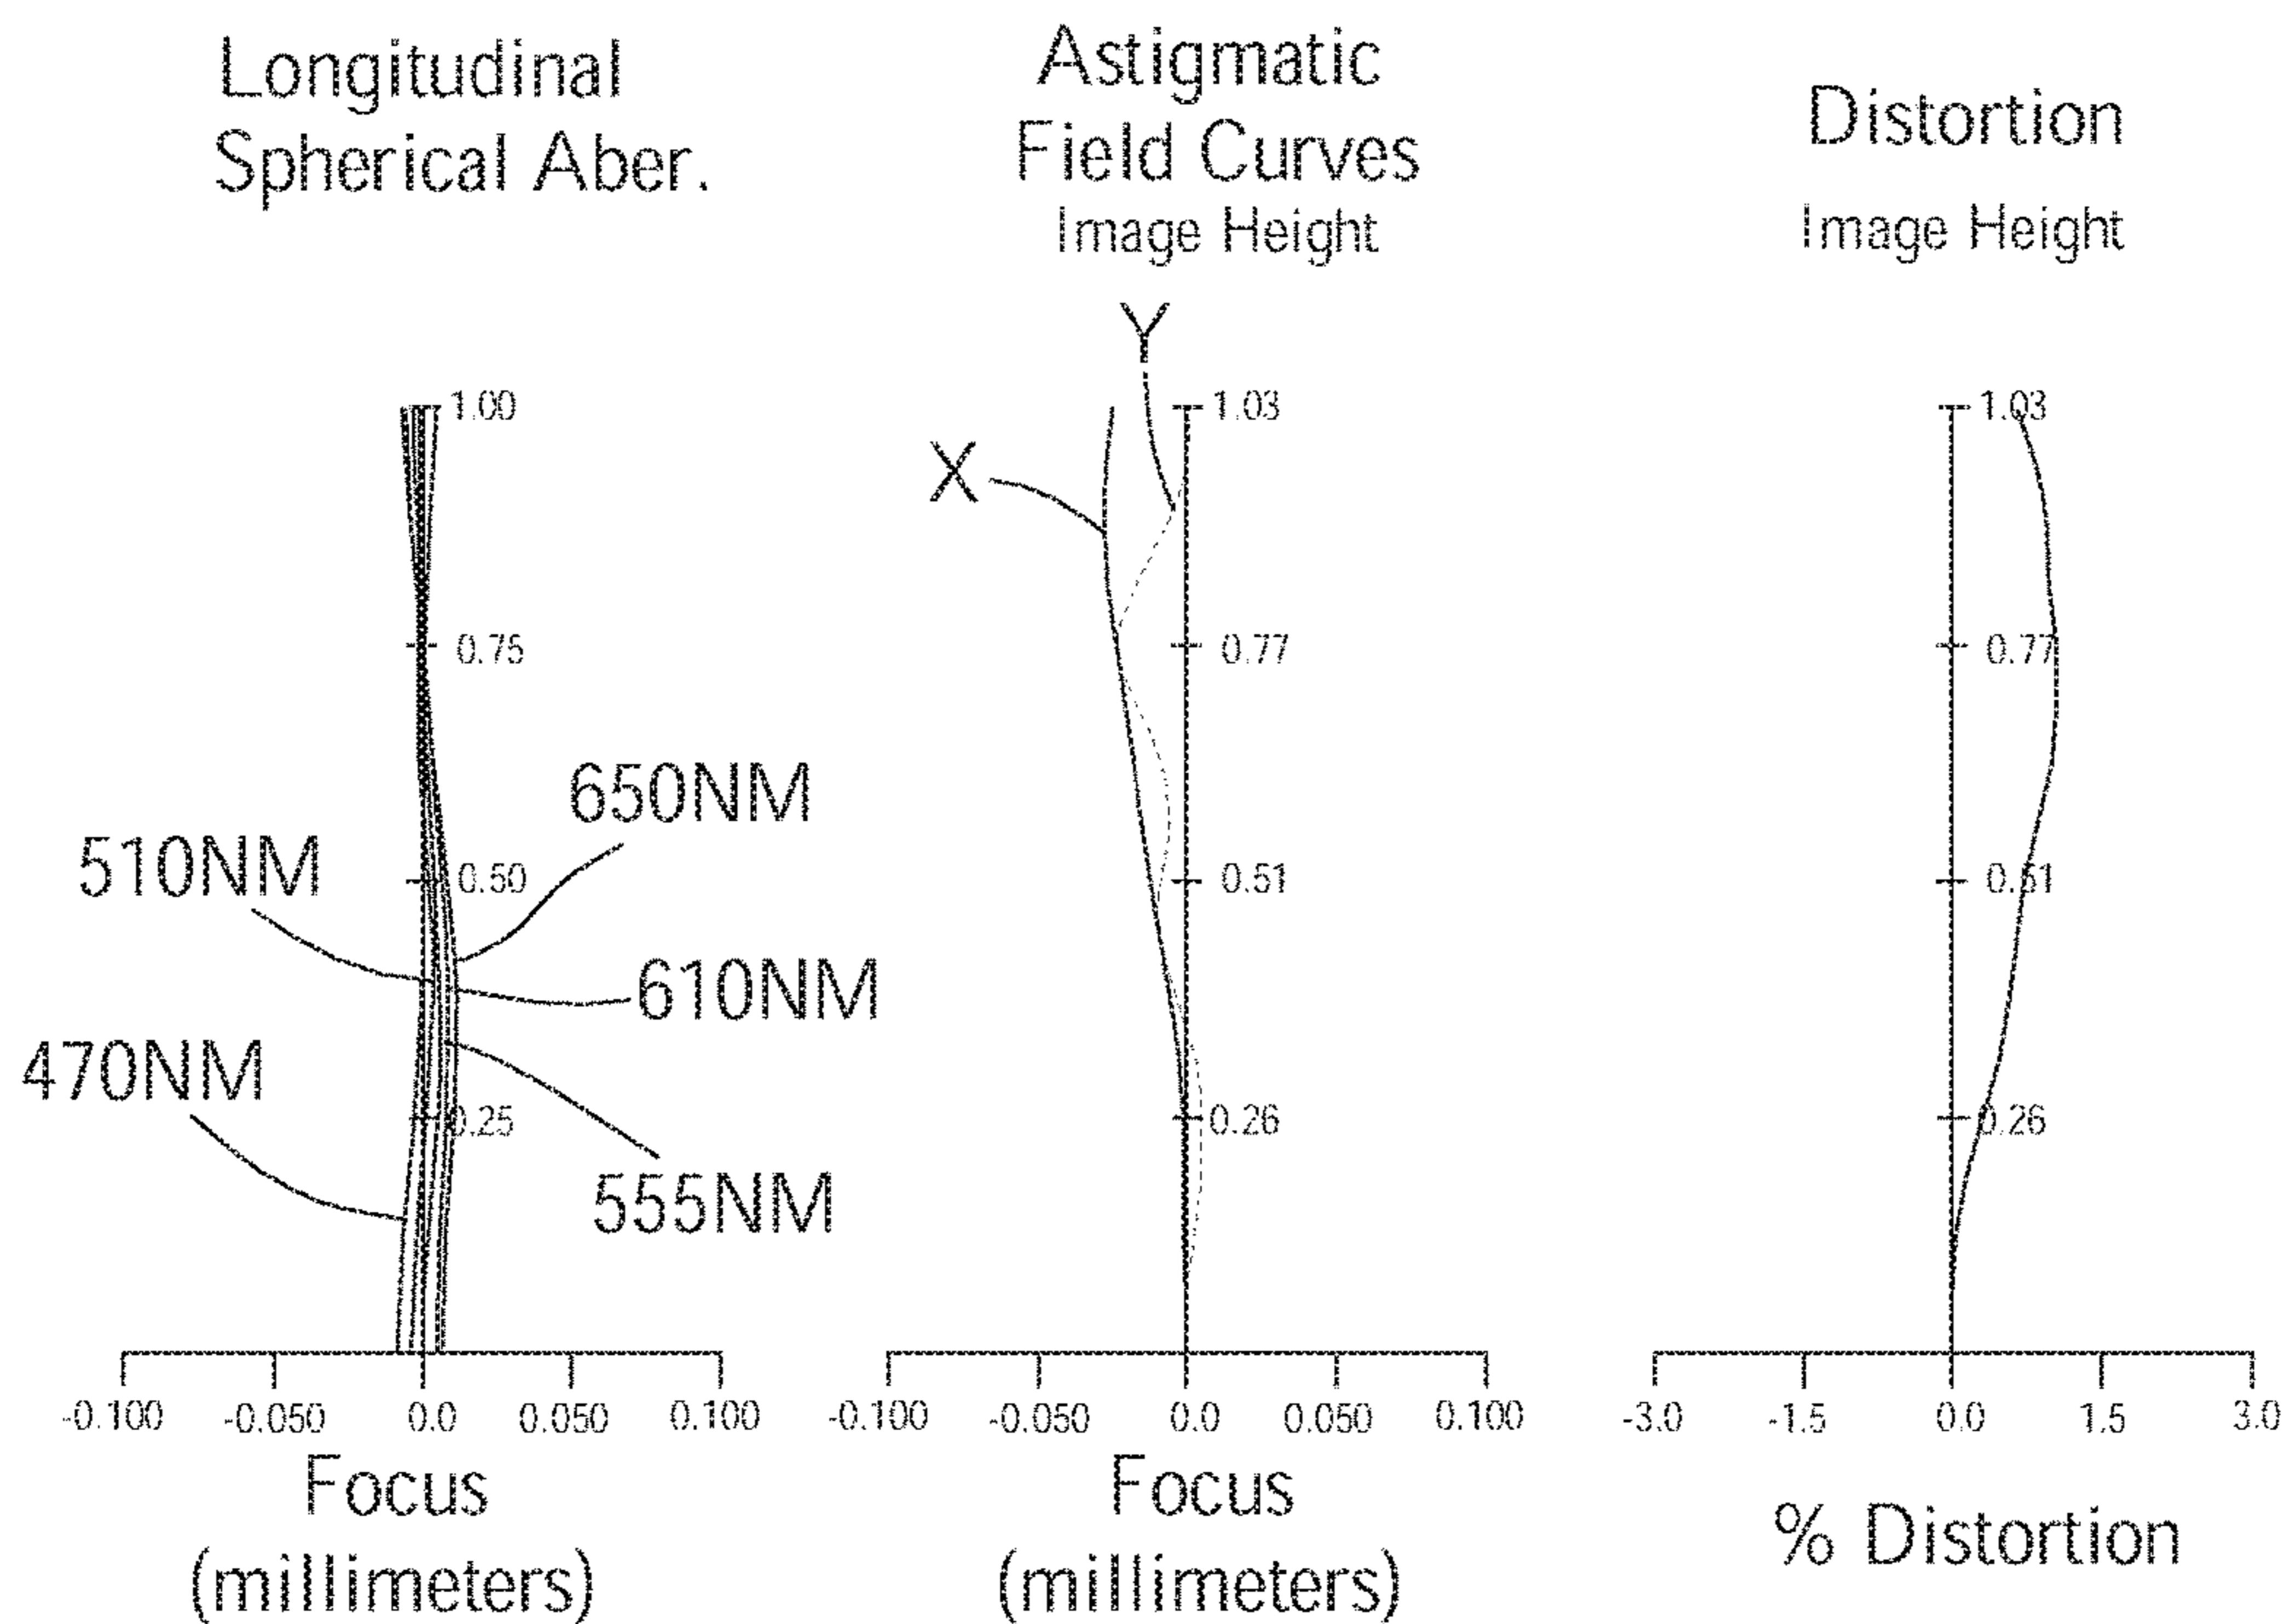 Longitudinal
Spherical Aber.
1.00
0.75
0.50
0.25
650NM
510NM
610NM
470NM
555NM
-0.100 -0.050 0.0 0.050 0.100
Focus
(millimeters)
Astigmatic
Field Curves
Image Height
Y
X
1.03
0.77
0.51
0.26
-0.100 -0.050 0.0 0.050 0.100
Focus
(millimeters)
Distortion
Image Height
1.03
0.77
0.51
0.26
-3.0 -1.5 0.0 1.5 3.0
% Distortion